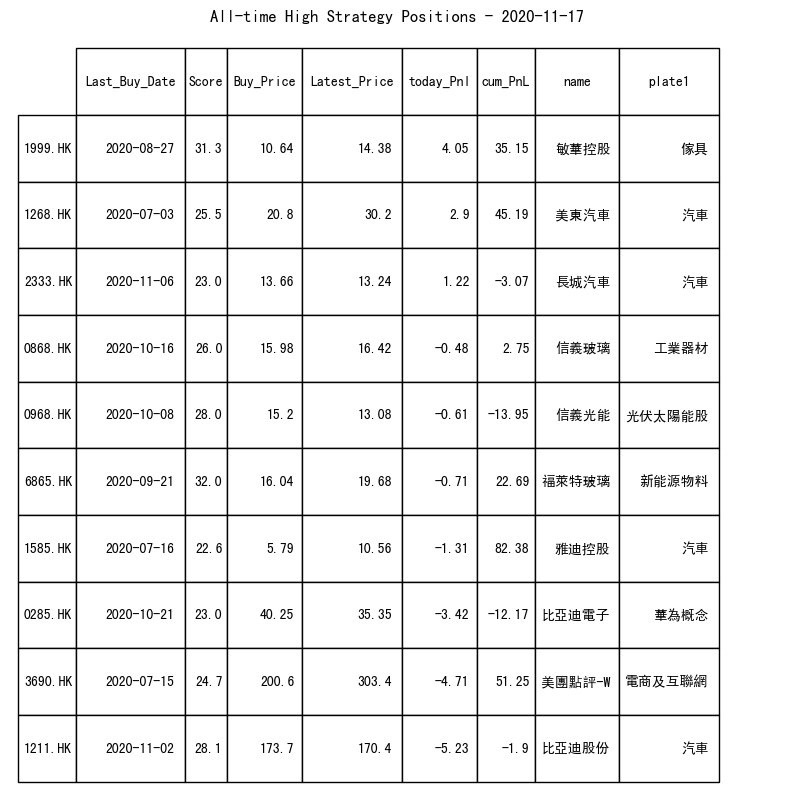 All-time High Strategy Positions - 2020-11-17
Last_Buy_Date Score Buy_Price Latest_Price today_Pnl cum_PnL name plate1
1999.HK 2020-08-27 31.3 10.64 14.38 4.05 35.15 敏華控股 傢具
1268.HK 2020-07-03 25.5 20.8 30.2 2.9 45.19 美東汽車 汽車
2333.HK 2020-11-06 23.0 13.66 13.24 1.22 -3.07 長城汽車 汽車
0868.HK 2020-10-16 26.0 15.98 16.42 -0.48 2.75 信義玻璃 工業器材
0968.HK 2020-10-08 28.0 15.2 13.08 -0.61 -13.95 信義光能 光伏太陽能股
6865.HK 2020-09-21 32.0 16.04 19.68 -0.71 22.69 福萊特玻璃 新能源物料
1585.HK 2020-07-16 22.6 5.79 10.56 -1.31 82.38 雅迪控股 汽車
0285.HK 2020-10-21 23.0 40.25 35.35 -3.42 -12.17 比亞迪電子 華為概念
3690.HK 2020-07-15 24.7 200.6 303.4 -4.71 51.25 美團點評-W 電商及互聯網
1211.HK 2020-11-02 28.1 173.7 170.4 -5.23 -1.9 比亞迪股份 汽車